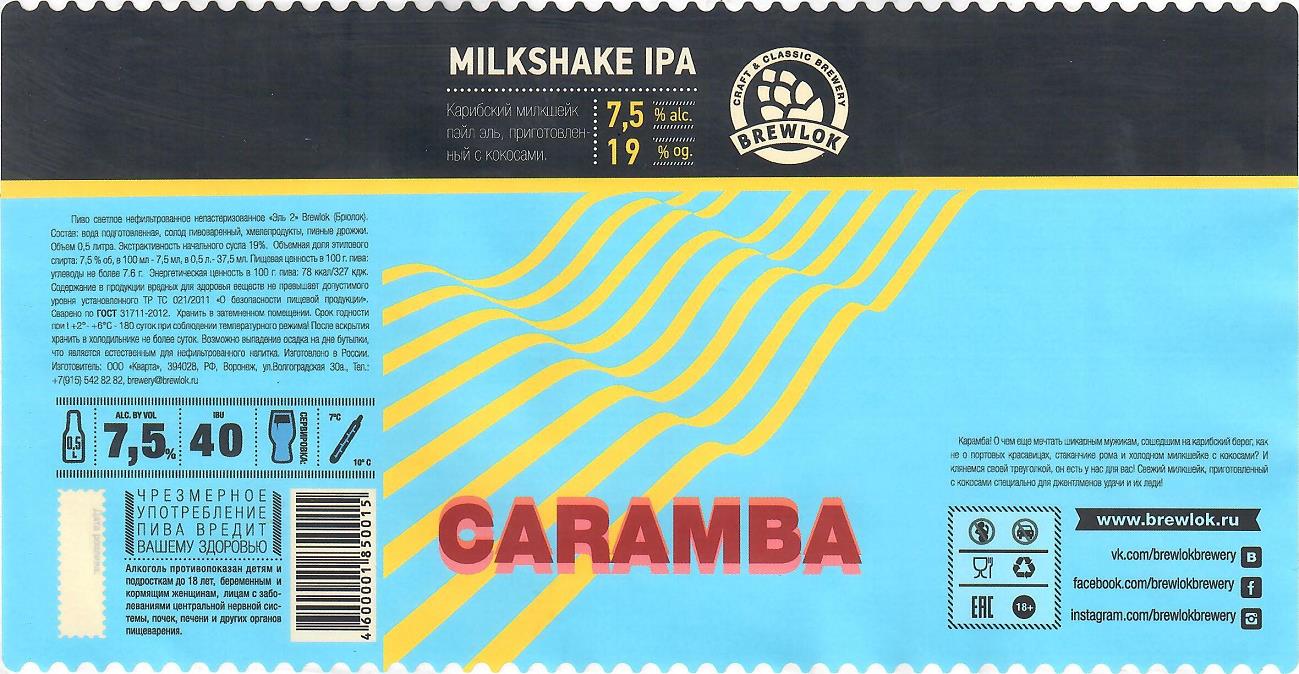 MILKSHAKE IPA
Карибский милкшейк
пэйл эль, приготовлен-
ный с кокосами.
7,5 % alc.
19 % og.
CRAFT & CLASSIC BREWERY
BREWLOK
Пиво светлое нефильтрованное непастеризованное «Эль 2» Brewlok (Брюлок).
Состав: вода подготовленная, солод пивоваренный, хмелепродукты, пивные дрожжи.
Объем 0,5 литра. Экстрактивность начального сусла 19%. Объемная доля этилового
спирта: 7,5 % об, в 100 мл - 7,5 мл, в 0,5 л.- 37,5 мл. Пищевая ценность в 100 г. пива:
углеводы не более 7.6 г. Энергетическая ценность в 100 г. пива: 78 ккал/327 кдж.
Содержание в продукции вредных для здоровья веществ не превышает допустимого
уровня установленного ТР ТС 021/2011 «О безопасности пищевой продукции».
Сварено по ГОСТ 31711-2012. Хранить в затемненном помещении. Срок годности
при t +2°- +6°С - 180 суток при соблюдении температурного режима! После вскрытия
хранить в холодильнике не более суток. Возможно выпадение осадка на дне бутылки,
что является естественным для нефильтрованного напитка. Изготовлено в России.
Изготовитель: ООО «Кварта», 394028, РФ, Воронеж, ул.Волгоградская 30а., Тел.:
+7(915) 542 82 82, brewery@brewlok.ru
0,5 L
ALC. BY VOL
7,5%
IBU
40
СЕРВИРОВКА:
7°C
10°C
Дата розлива:
ЧРЕЗМЕРНОЕ
УПОТРЕБЛЕНИЕ
ПИВА ВРЕДИТ
ВАШЕМУ ЗДОРОВЬЮ
Алкоголь противопоказан детям и
подросткам до 18 лет, беременным и
кормящим женщинам, лицам с забо-
леваниями центральной нервной сис-
темы, почек, печени и других органов
пищеварения.
4600001850015
CARAMBA
Карамба! О чем еще мечтать шикарным мужикам, сошедшим на карибский берег, как
не о портовых красавицах, стаканчике рома и холодном милкшейке с кокосами? И
клянемся своей треуголкой, он есть у нас для вас! Свежий милкшейк, приготовленный
с кокосами специально для джентлменов удачи и их леди!
EAC
18+
www.brewlok.ru
vk.com/brewlokbrewery
facebook.com/brewlokbrewery
instagram.com/brewlokbrewery